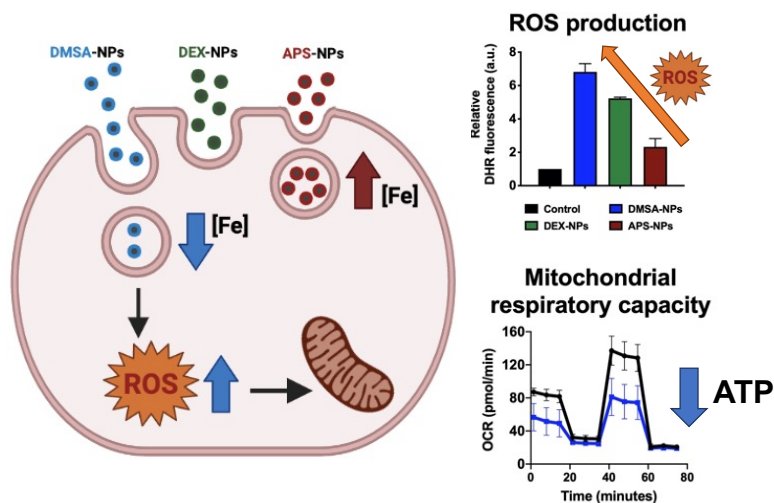 DMSA-NPs
DEX-NPs
APS-NPs
[Fe]
[Fe]
ROS
ROS production
Relative
DHR fluorescence (a.u.)
8
6
4
2
0
ROS
Control
DMSA-NPs
DEX-NPs
APS-NPs
Mitochondrial
respiratory capacity
OCR (pmol/min)
160
120
80
40
0
0
20
40
60
80
Time (minutes)
ATP